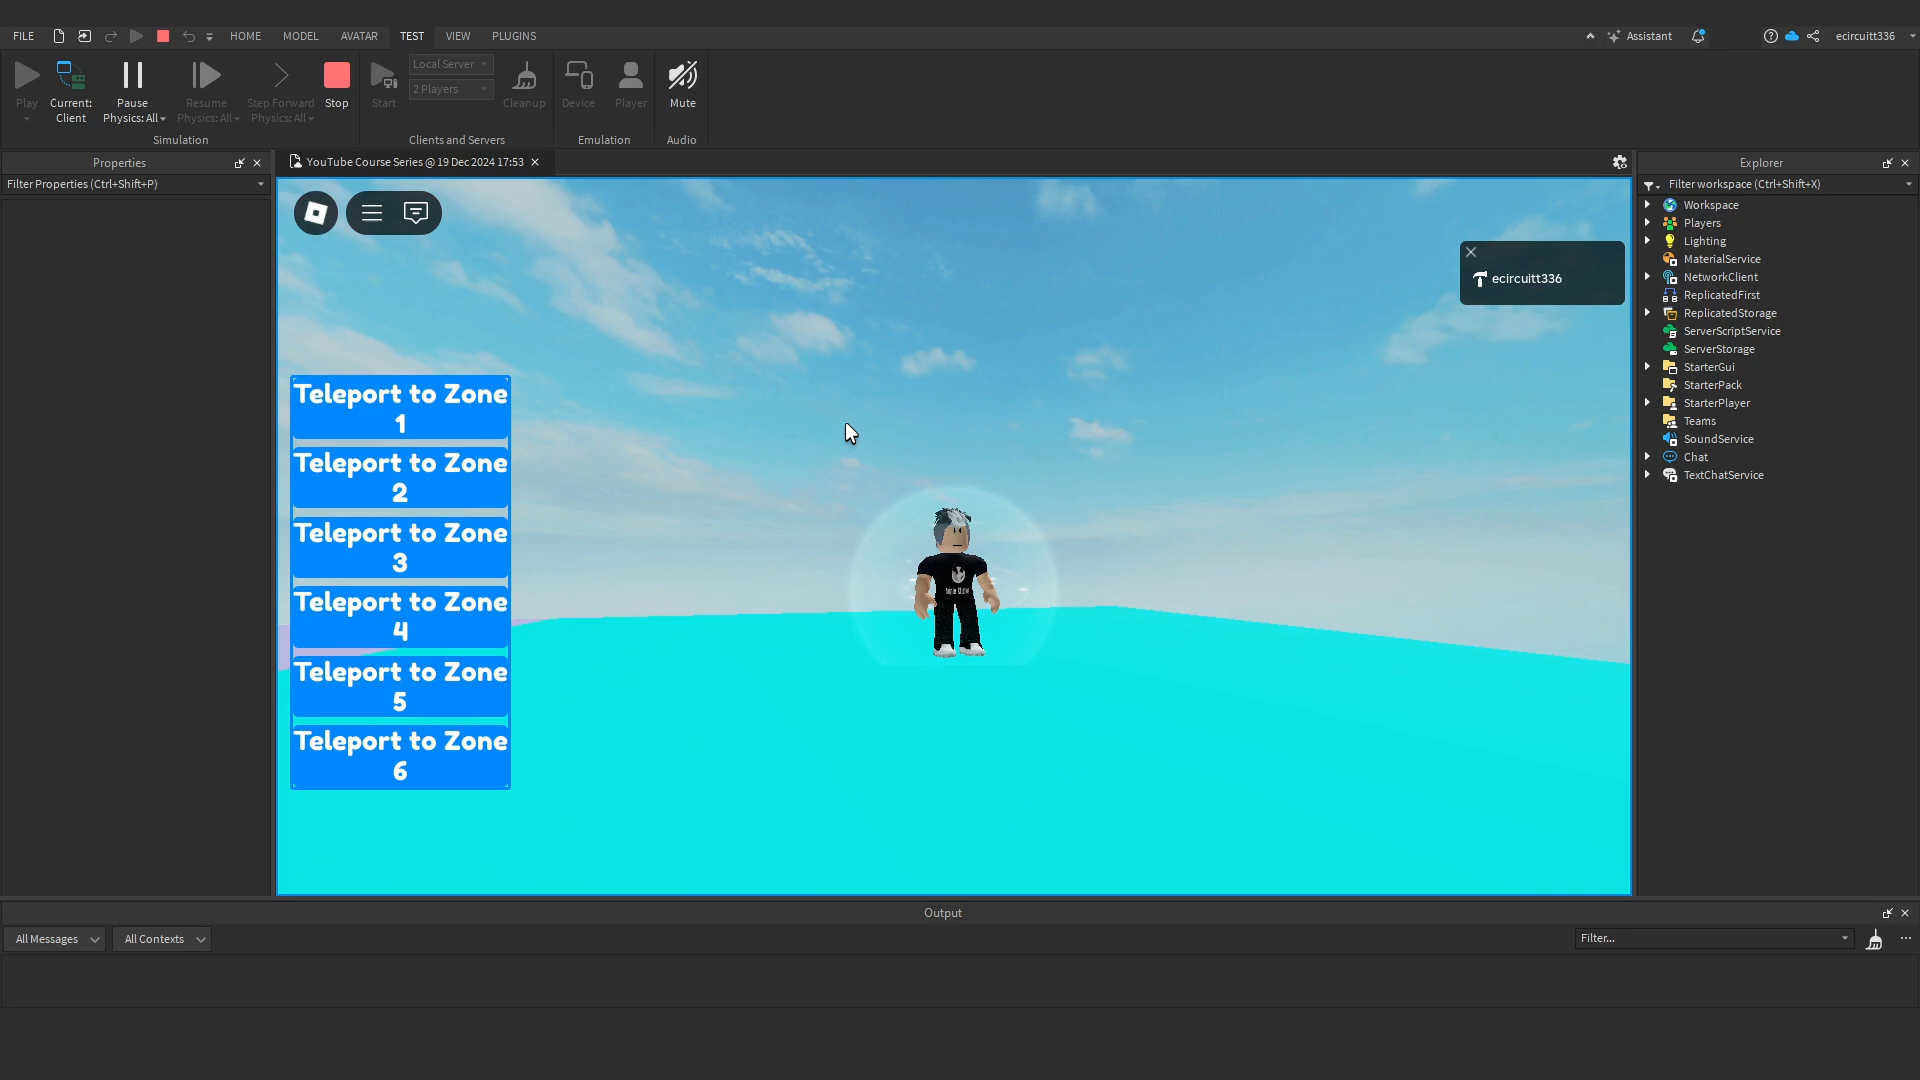 FILE HOME MODEL AVATAR TEST VIEW PLUGINS Assistant ecircuitt336
Play Current: Client Pause Physics: All Resume Physics: All Step Forward Physics: All Stop Start Local Server 2 Players Cleanup Device Player Mute
Simulation Clients and Servers Emulation Audio
Properties YouTube Course Series @ 19 Dec 2024 17:53 Explorer
Filter Properties (Ctrl+Shift+P)
Filter workspace (Ctrl+Shift+X)
Workspace
Players
Lighting
MaterialService
NetworkClient
ReplicatedFirst
ReplicatedStorage
ServerScriptService
ServerStorage
StarterGui
StarterPack
StarterPlayer
Teams
SoundService
Chat
TextChatService
ecircuitt336
Teleport to Zone
1
Teleport to Zone
2
Teleport to Zone
3
Teleport to Zone
4
Teleport to Zone
5
Teleport to Zone
6
Output
All Messages All Contexts Filter...